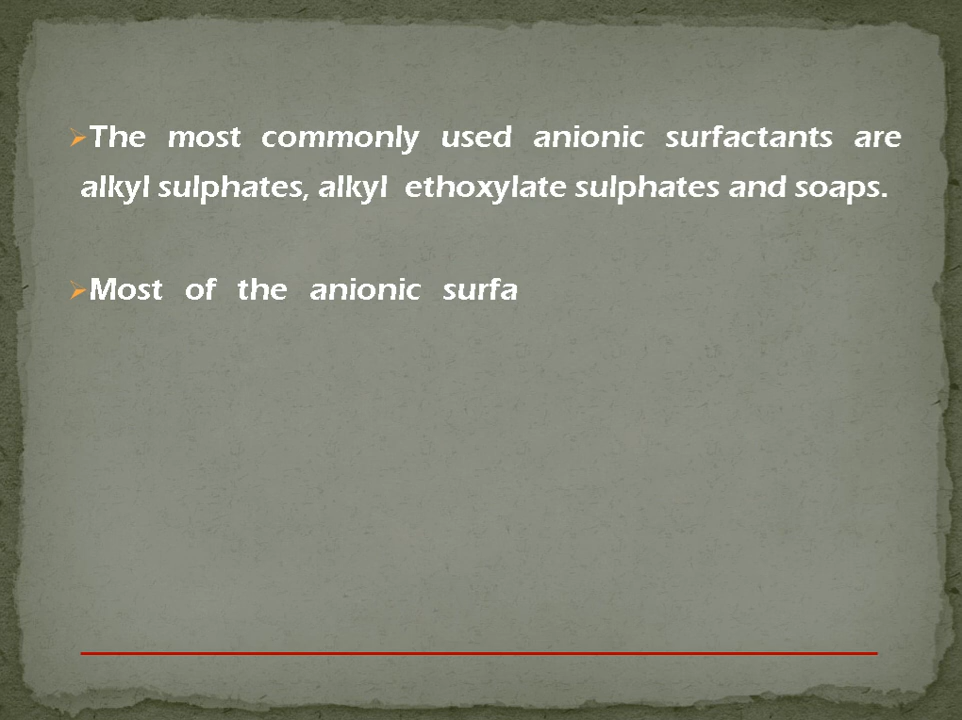 ➢The most commonly used anionic surfactants are
alkyl sulphates, alkyl ethoxylate sulphates and soaps.
➢Most of the anionic surfa